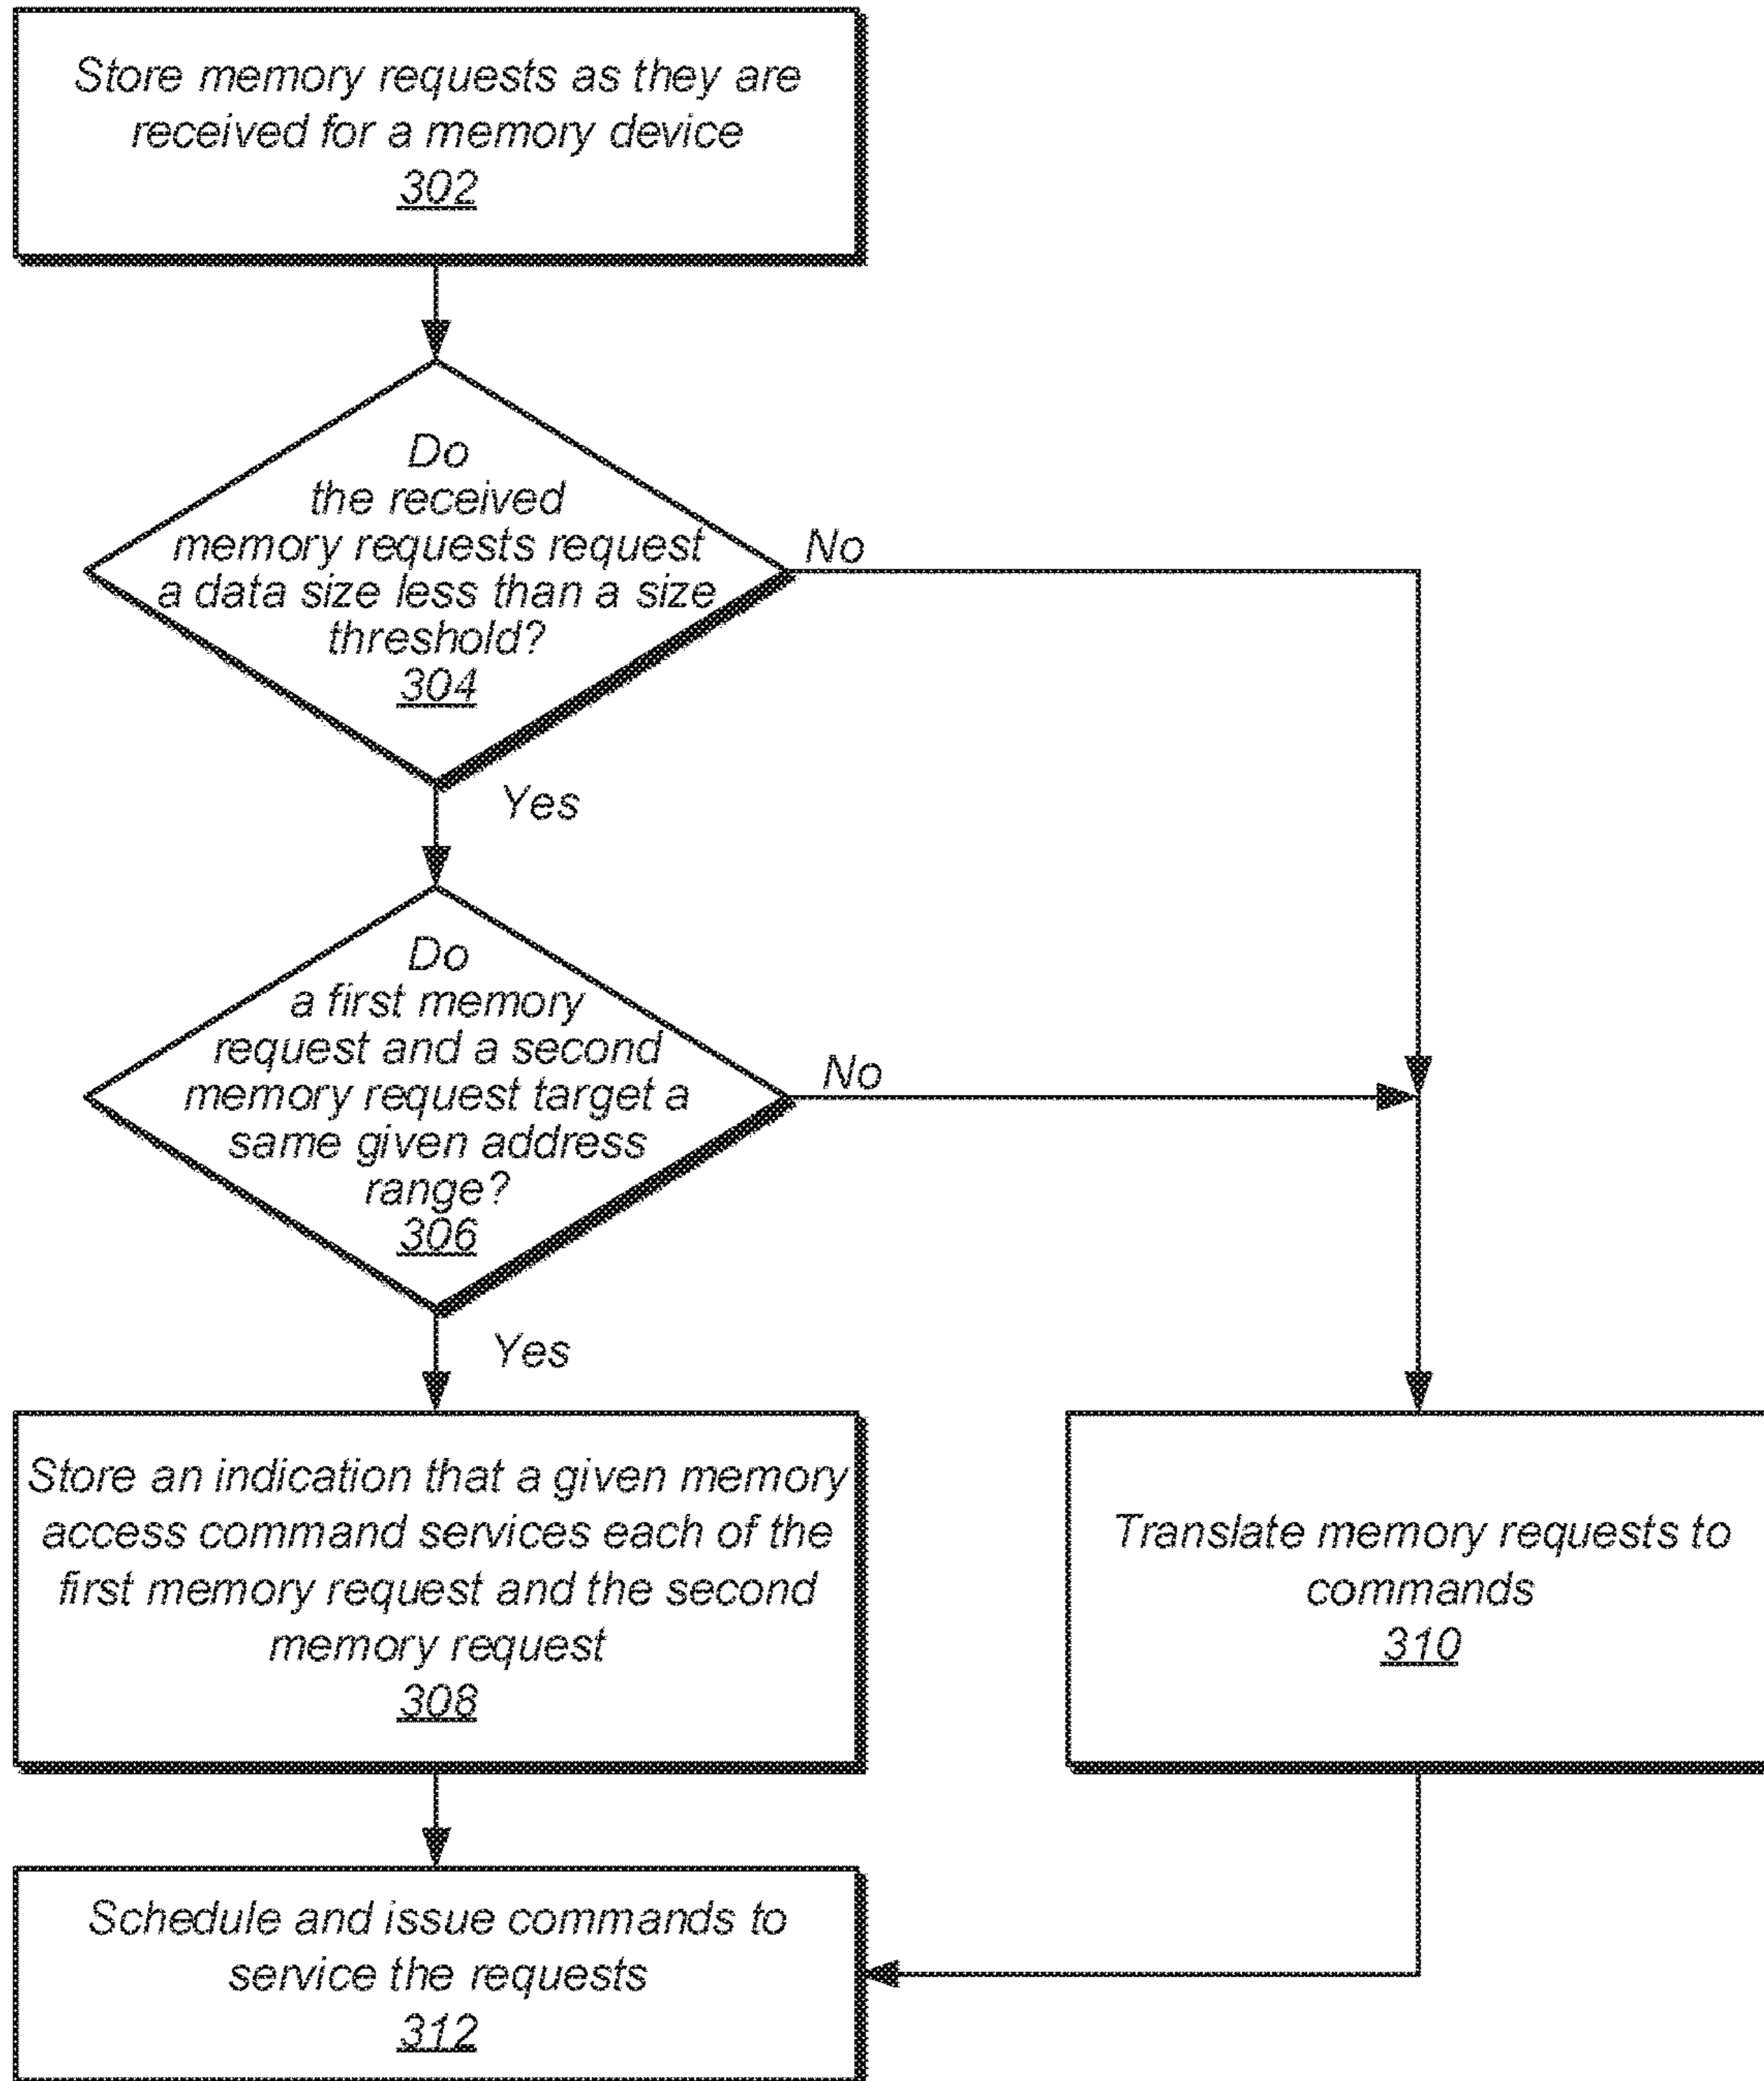 Store memory requests as they are
received for a memory device
302
Do
the received
memory requests request
a data size less than a size
threshold?
304
No
Yes
Do
a first memory
request and a second
memory request target a
same given address
range?
306
No
Yes
Store an indication that a given memory
access command services each of the
first memory request and the second
memory request
308
Translate memory requests to
commands
310
Schedule and issue commands to
service the requests
312